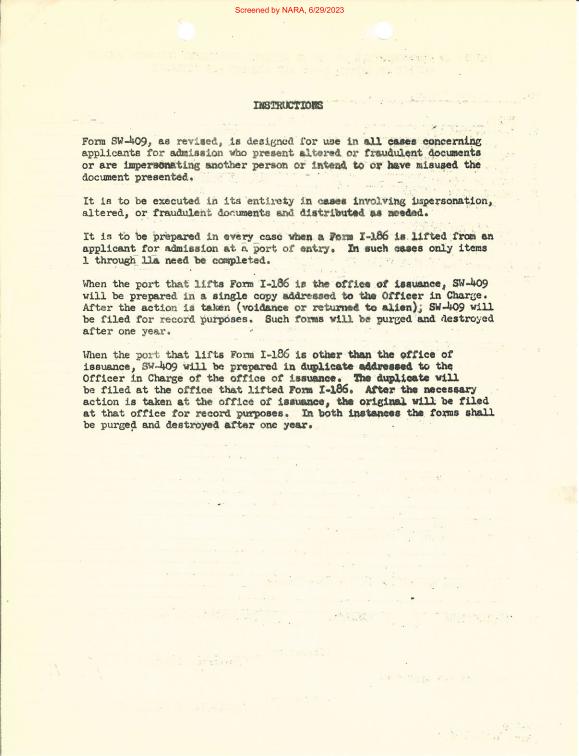 Screened by NARA, 6/29/2023
INSTRUCTIONS
Form SW-409, as revised, is designed for use in all cases concerning
applicants for admission who present altered or fraudulent documents
or are impersonating another person or intend to or have misused the
document presented.
It is to be executed in its entirety in cases involving impersonation,
altered, or fraudulent documents and distributed as needed.
It is to be prepared in every case when a Form I-186 is lifted from an
applicant for admission at a port of entry. In such cases only items
1 through 11a need be completed.
When the port that lifts Form I-186 is the office of issuance, SW-409
will be prepared in a single copy addressed to the Officer in Charge.
After the action is taken (voidance or returned to alien); SW-409 will
be filed for record purposes. Such forms will be purged and destroyed
after one year.
When the port that lifts Form I-186 is other than the office of
issuance, SW-409 will be prepared in duplicate addressed to the
Officer in Charge of the office of issuance. The duplicate will
be filed at the office that lifted Form I-186. After the necessary
action is taken at the office of issuance, the original will be filed
at that office for record purposes. In both instances the forms shall
be purged and destroyed after one year.